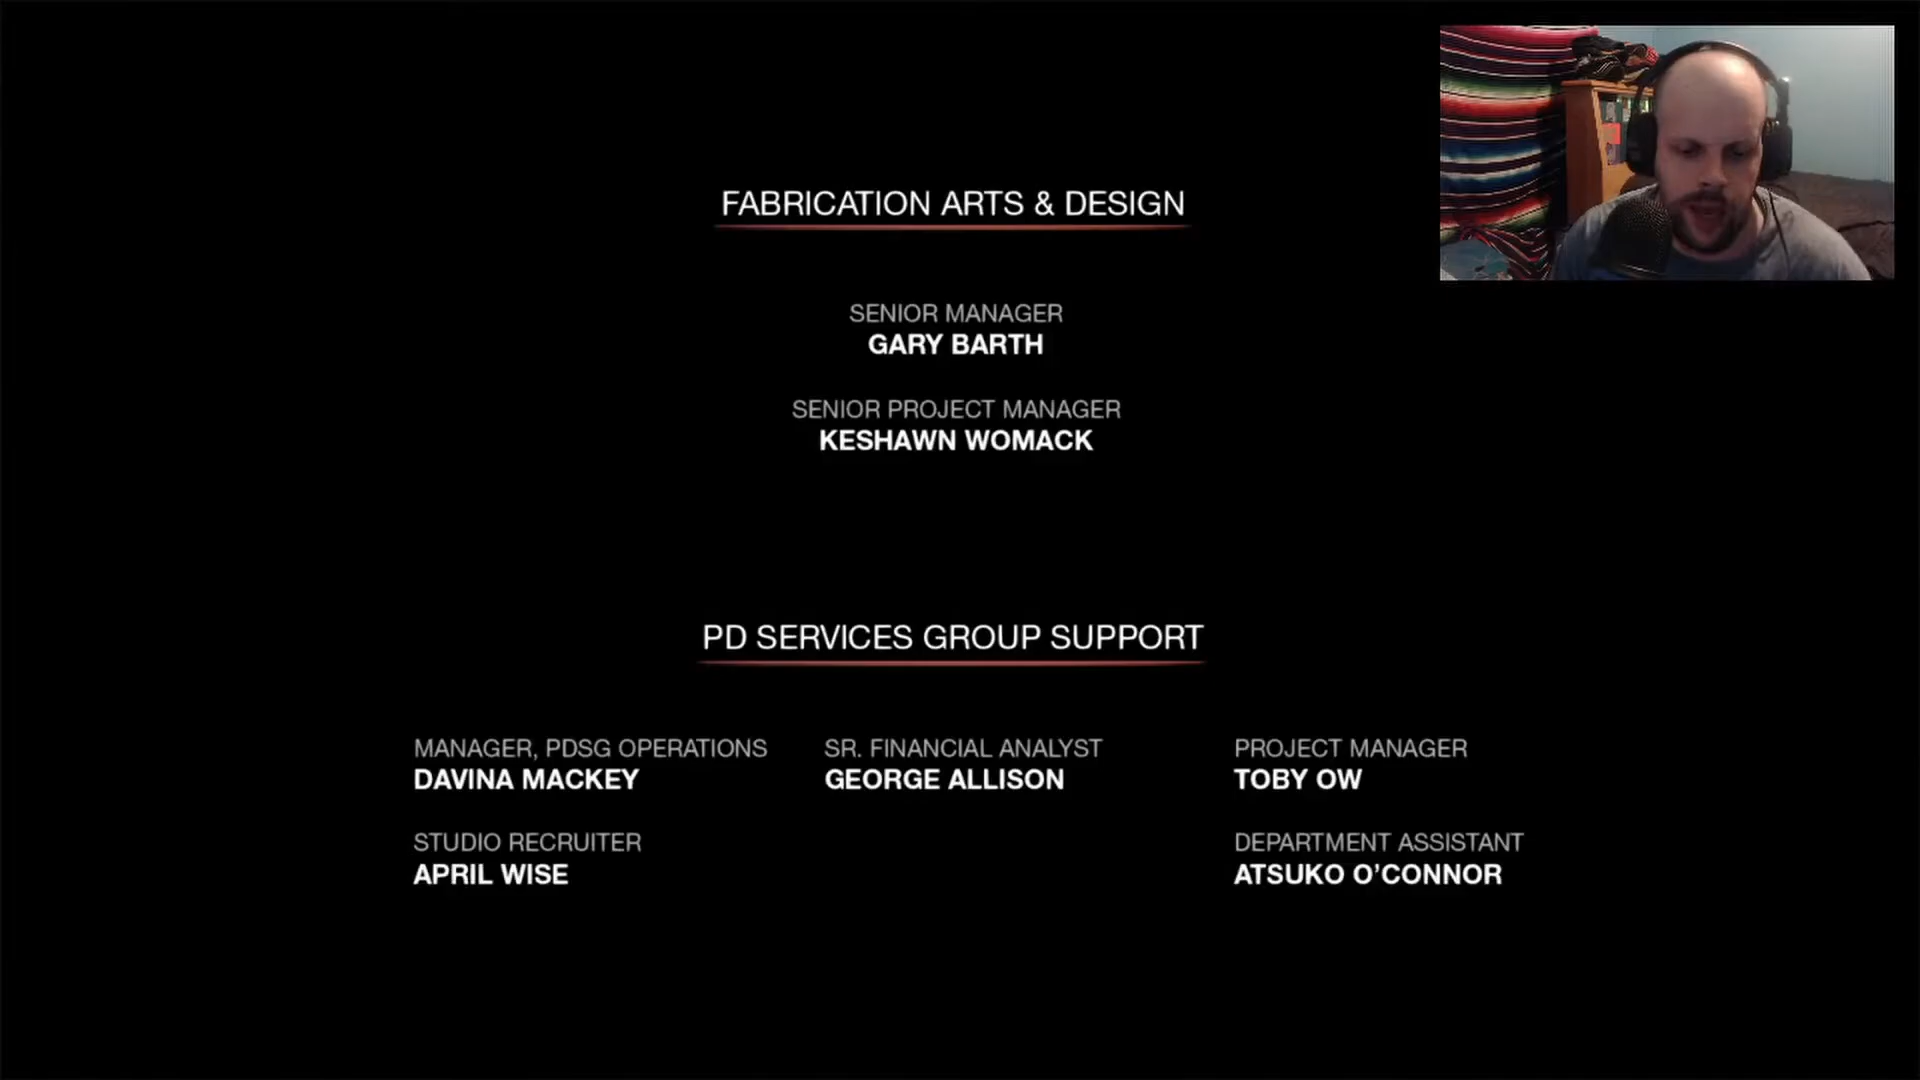 FABRICATION ARTS & DESIGN
SENIOR MANAGER
GARY BARTH
SENIOR PROJECT MANAGER
KESHAWN WOMACK
PD SERVICES GROUP SUPPORT
MANAGER, PDSG OPERATIONS
DAVINA MACKEY
SR. FINANCIAL ANALYST
GEORGE ALLISON
PROJECT MANAGER
TOBY OW
STUDIO RECRUITER
APRIL WISE
DEPARTMENT ASSISTANT
ATSUKO O’CONNOR